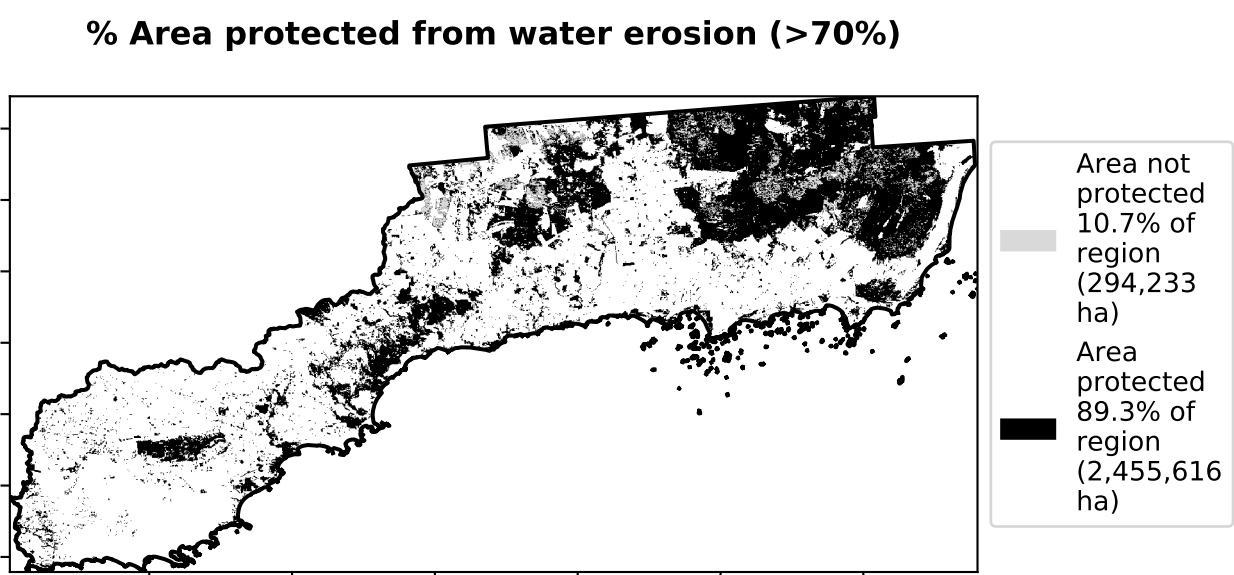 % Area protected from water erosion (>70%)
Area not
protected
10.7% of
region
(294,233
ha)
Area
protected
89.3% of
region
(2,455,616
ha)